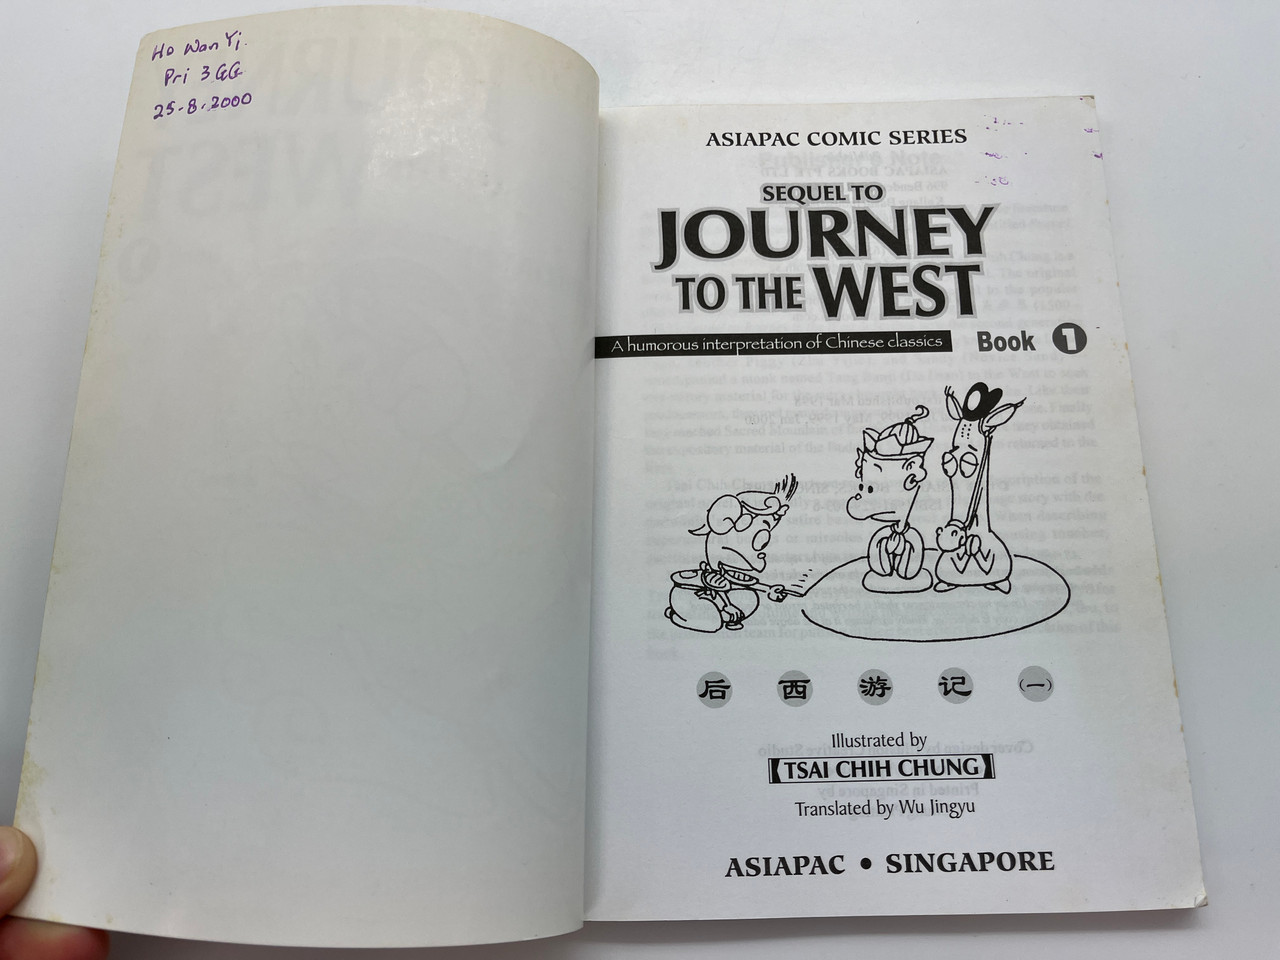 Ho Wan Yi.
Pri 3 GG
25.8.2000
ASIAPAC COMIC SERIES
SEQUEL TO
JOURNEY
TO THE WEST
A humorous interpretation of Chinese classics
Book 1
后西游记(一)
Illustrated by
TSAI CHIH CHUNG
Translated by Wu Jingyu
ASIAPAC • SINGAPORE